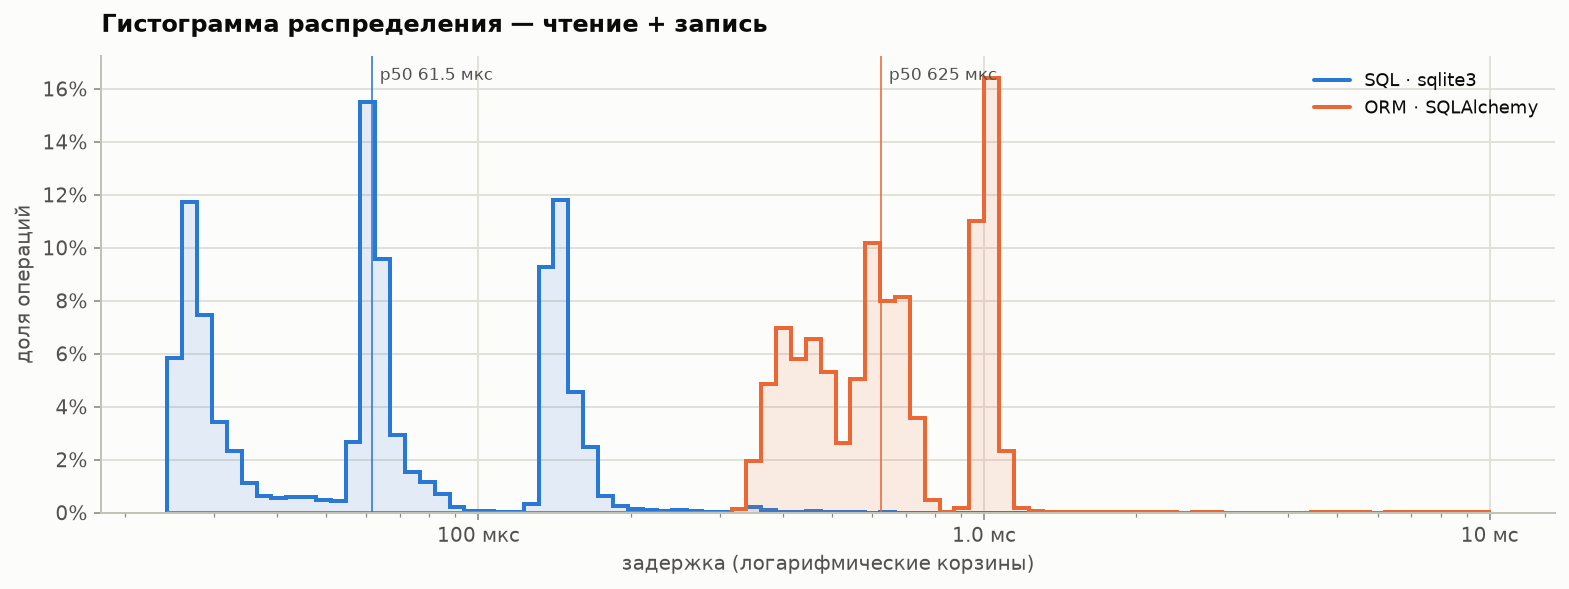 Гистограмма распределения — чтение + запись
p50 61.5 мкс
p50 625 мкс
SQL · sqlite3
ORM · SQLAlchemy
доля операций
16%
14%
12%
10%
8%
6%
4%
2%
0%
100 мкс
1.0 мс
10 мс
задержка (логарифмические корзины)